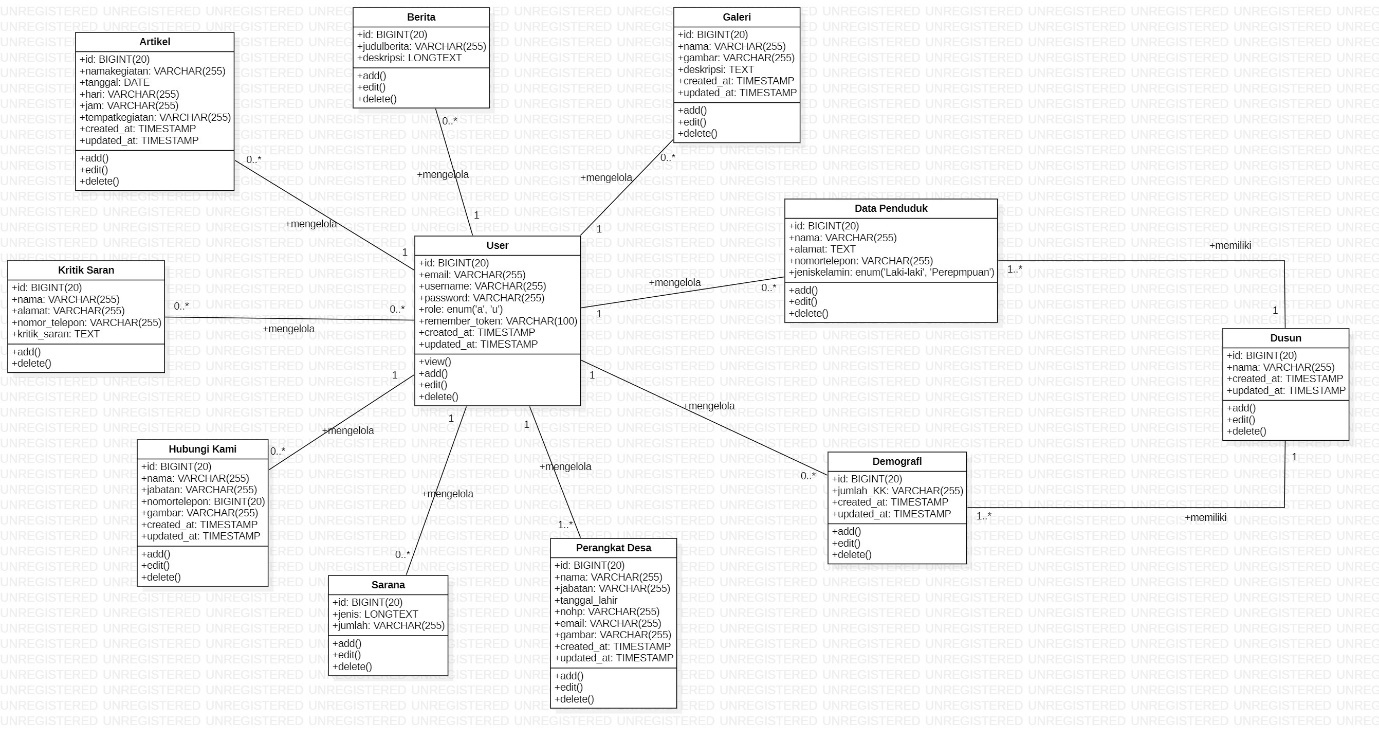 Berita
+id: BIGINT(20)
+judulberita: VARCHAR(255)
+deskripsi: LONGTEXT
+add()
+edit()
+delete()
Galeri
+id: BIGINT(20)
+nama: VARCHAR(255)
+gambar: VARCHAR(255)
+deskripsi: TEXT
+created_at: TIMESTAMP
+updated_at: TIMESTAMP
+add()
+edit()
+delete()
Artikel
+id: BIGINT(20)
+namakegiatan: VARCHAR(255)
+tanggal: DATE
+hari: VARCHAR(255)
+jam: VARCHAR(255)
+tempatkegiatan: VARCHAR(255)
+created_at: TIMESTAMP
+updated_at: TIMESTAMP
+add()
+edit()
+delete()
0..*
+mengelola
1
0..*
+mengelola
1
0..*
+mengelola
1
User
+id: BIGINT(20)
+email: VARCHAR(255)
+username: VARCHAR(255)
+password: VARCHAR(255)
+role: enum('a', 'u')
+remember_token: VARCHAR(100)
+created_at: TIMESTAMP
+updated_at: TIMESTAMP
+view()
+add()
+edit()
+delete()
Data Penduduk
+id: BIGINT(20)
+nama: VARCHAR(255)
+alamat: TEXT
+nomortelepon: VARCHAR(255)
+jeniskelamin: enum('Laki-laki', 'Perepmpuan')
+add()
+edit()
+delete()
+mengelola
0..*
1
1..*
+memiliki
1
Kritik Saran
+id: BIGINT(20)
+nama: VARCHAR(255)
+alamat: VARCHAR(255)
+nomor_telepon: VARCHAR(255)
+kritik_saran: TEXT
+add()
+delete()
0..*
+mengelola
0..*
Dusun
+id: BIGINT(20)
+nama: VARCHAR(255)
+created_at: TIMESTAMP
+updated_at: TIMESTAMP
+add()
+edit()
+delete()
1
+memiliki
1..*
Hubungi Kami
+id: BIGINT(20)
+nama: VARCHAR(255)
+jabatan: VARCHAR(255)
+nomortelepon: BIGINT(20)
+gambar: VARCHAR(255)
+created_at: TIMESTAMP
+updated_at: TIMESTAMP
+add()
+edit()
+delete()
1
+mengelola
0..*
1
+mengelola
0..*
1
+mengelola
1..*
1
+mengelola
0..*
DemografI
+id: BIGINT(20)
+jumlah_KK: VARCHAR(255)
+created_at: TIMESTAMP
+updated_at: TIMESTAMP
+add()
+edit()
+delete()
Sarana
+id: BIGINT(20)
+jenis: LONGTEXT
+jumlah: VARCHAR(255)
+add()
+edit()
+delete()
Perangkat Desa
+id: BIGINT(20)
+nama: VARCHAR(255)
+jabatan: VARCHAR(255)
+tanggal_lahir
+nohp: VARCHAR(255)
+email: VARCHAR(255)
+gambar: VARCHAR(255)
+created_at: TIMESTAMP
+updated_at: TIMESTAMP
+add()
+edit()
+delete()
UNREGISTERED